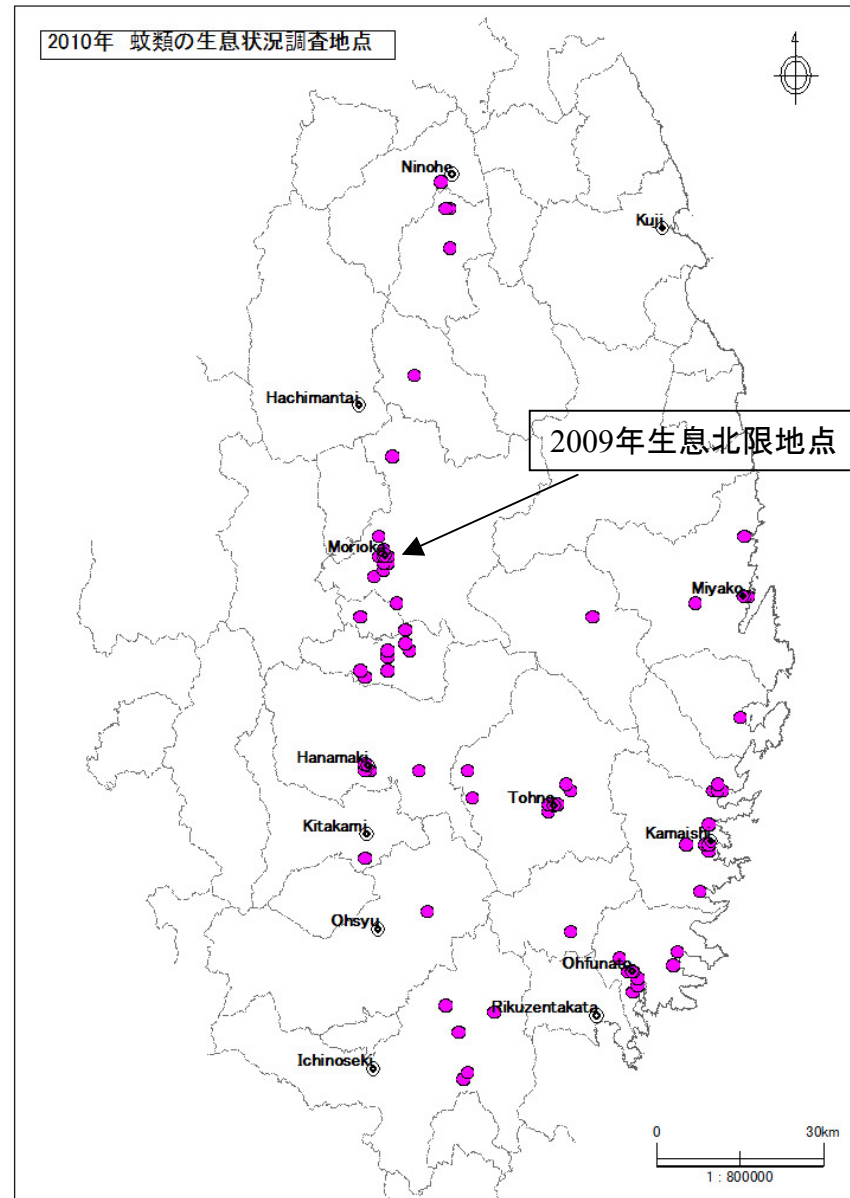 2010年 蚊類の生息状況調査地点
Ninohe
Kuji
Hachimantai
2009年生息北限地点
Morioka
Miyako
Hanamaki
Tohno
Kitakami
Kamaishi
Ohsyu
Ohfunato
Rikuzentakata
Ichinoseki
0 30km
1 : 800000